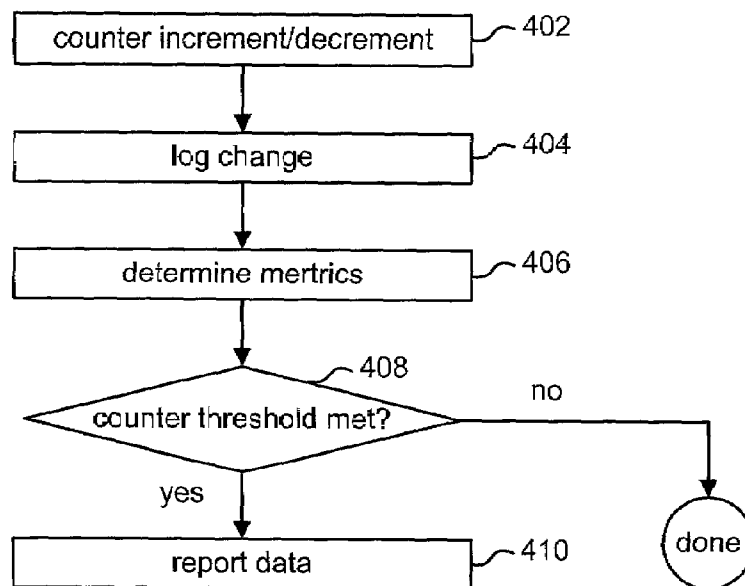 counter increment/decrement 402
log change 404
determine mertrics 406
408
counter threshold met?
no
yes
report data 410
done